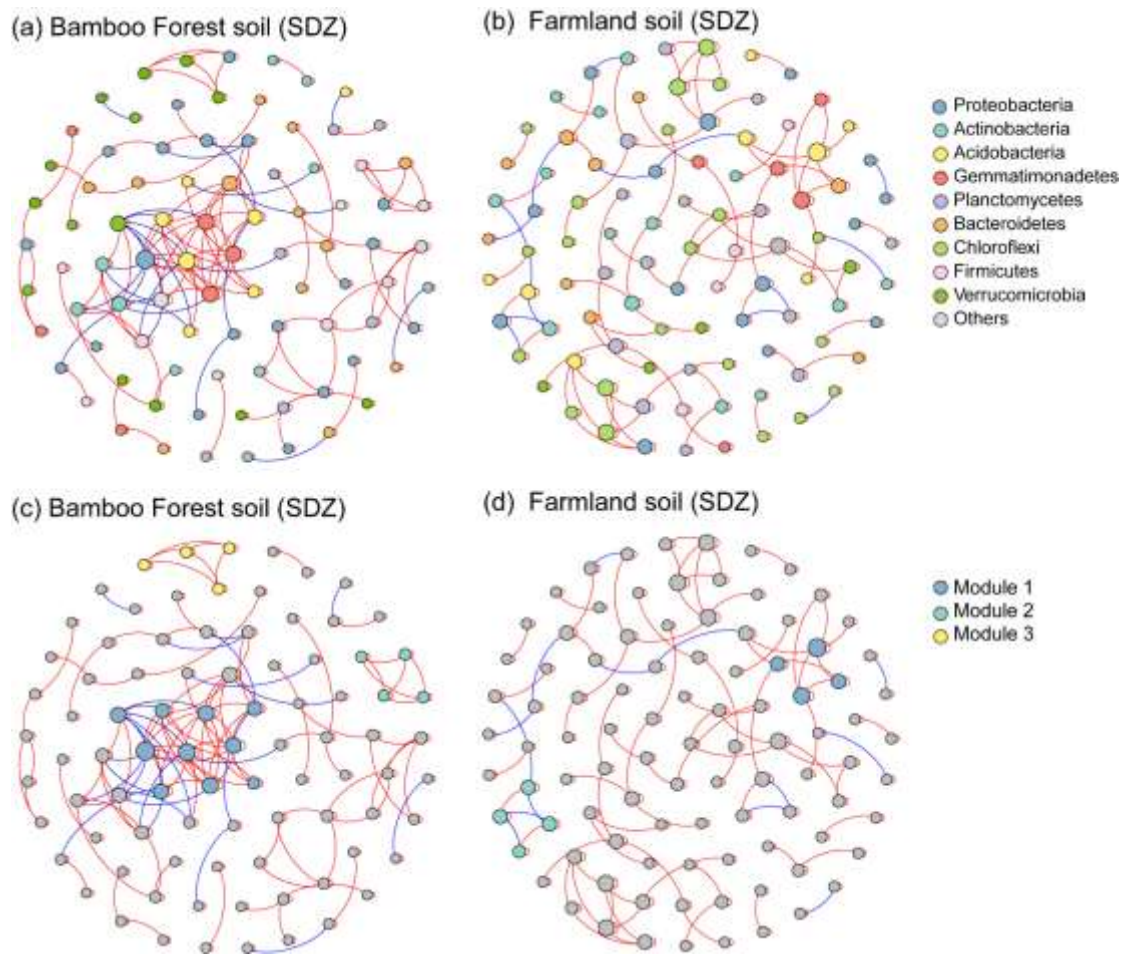 (a) Bamboo Forest soil (SDZ)
(b) Farmland soil (SDZ)
Proteobacteria
Actinobacteria
Acidobacteria
Gemmatimonadetes
Planctomycetes
Bacteroidetes
Chloroflexi
Firmicutes
Verrucomicrobia
Others
(c) Bamboo Forest soil (SDZ)
(d) Farmland soil (SDZ)
Module 1
Module 2
Module 3